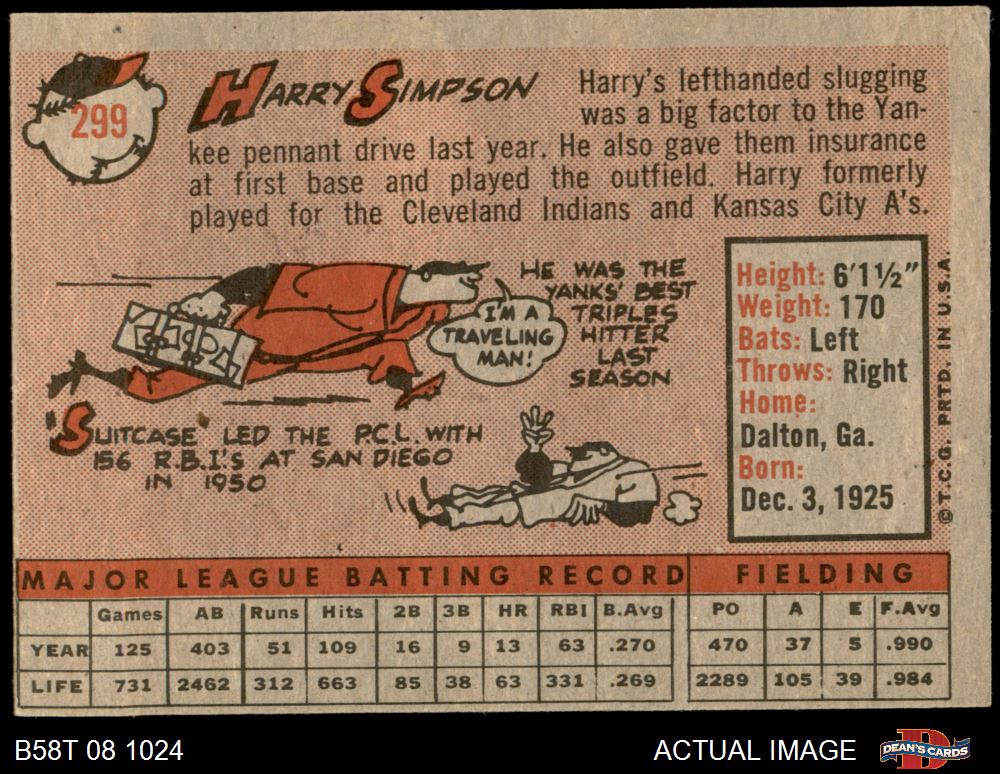 299
HARRY SIMPSON
Harry's lefthanded slugging
was a big factor to the Yan-
kee pennant drive last year. He also gave them insurance
at first base and played the outfield. Harry formerly
played for the Cleveland Indians and Kansas City A's.
HE WAS THE
YANKS' BEST
TRIPLES
HITTER
LAST
SEASON
I'M A
TRAVELING
MAN!
"SUITCASE" LED THE P.C.L. WITH
156 R.B.I.'S AT SAN DIEGO
IN 1950
Height: 6'1½"
Weight: 170
Bats: Left
Throws: Right
Home:
Dalton, Ga.
Born:
Dec. 3, 1925
© T.C.G. PRTD. IN U.S.A.
MAJOR LEAGUE BATTING RECORD FIELDING
Games AB Runs Hits 2B 3B HR RBI B.Avg PO A E F.Avg
YEAR 125 403 51 109 16 9 13 63 .270 470 37 5 .990
LIFE 731 2462 312 663 85 38 63 331 .269 2289 105 39 .984
B58T 08 1024 ACTUAL IMAGE DEAN'S CARDS